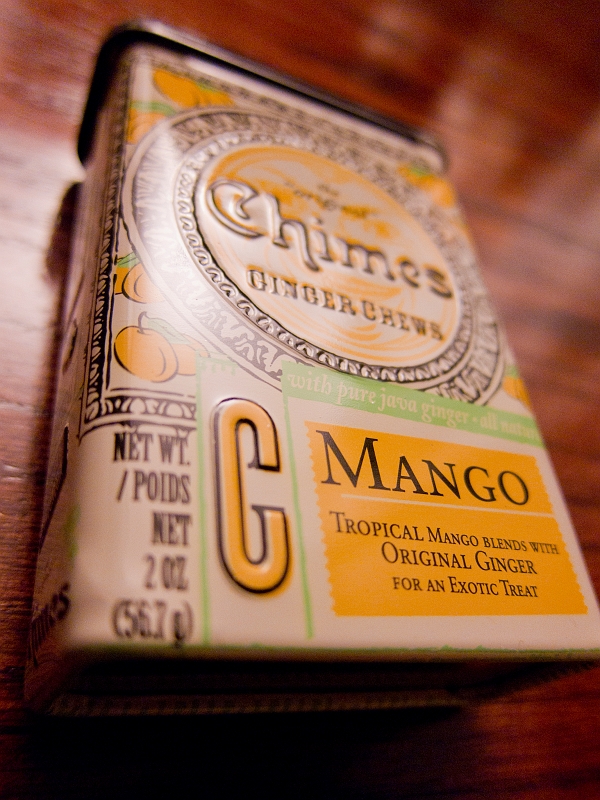 the
original
Chimes
GINGER CHEWS
with pure java ginger • all natural
C
MANGO
TROPICAL MANGO BLENDS WITH
ORIGINAL GINGER
FOR AN EXOTIC TREAT
NET WT.
/ POIDS
NET
2 OZ
(56.7 g)
Chimes